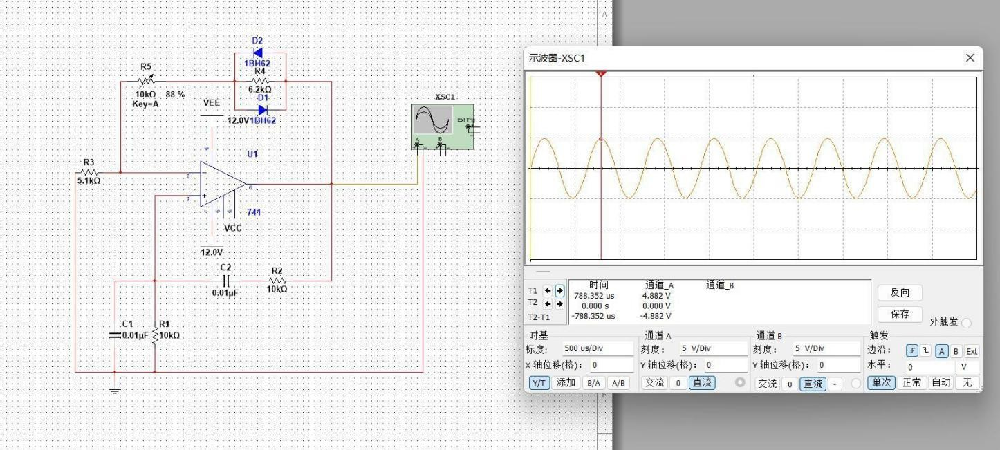 A
D2
1BH62
R4
6.2kΩ
D1
1BH62
R5
10kΩ 88 %
Key=A
VEE
-12.0V
4
U1
R3
5.1kΩ
2
6
3
741
VCC
12.0V
C2
0.01µF
R2
10kΩ
C1
0.01µF
R1
10kΩ
XSC1
Ext Trig
A
B
示波器-XSC1
时间 通道_A 通道_B
T1 788.352 us 4.882 V
T2 0.000 s 0.000 V
T2-T1 -788.352 us -4.882 V
反向
保存
外触发
时基
标度: 500 us/Div
X 轴位移(格): 0
Y/T 添加 B/A A/B
通道 A
刻度: 5 V/Div
Y 轴位移(格): 0
交流 0 直流
通道 B
刻度: 5 V/Div
Y 轴位移(格): 0
交流 0 直流 -
触发
边沿: A B Ext
水平: 0 V
单次 正常 自动 无